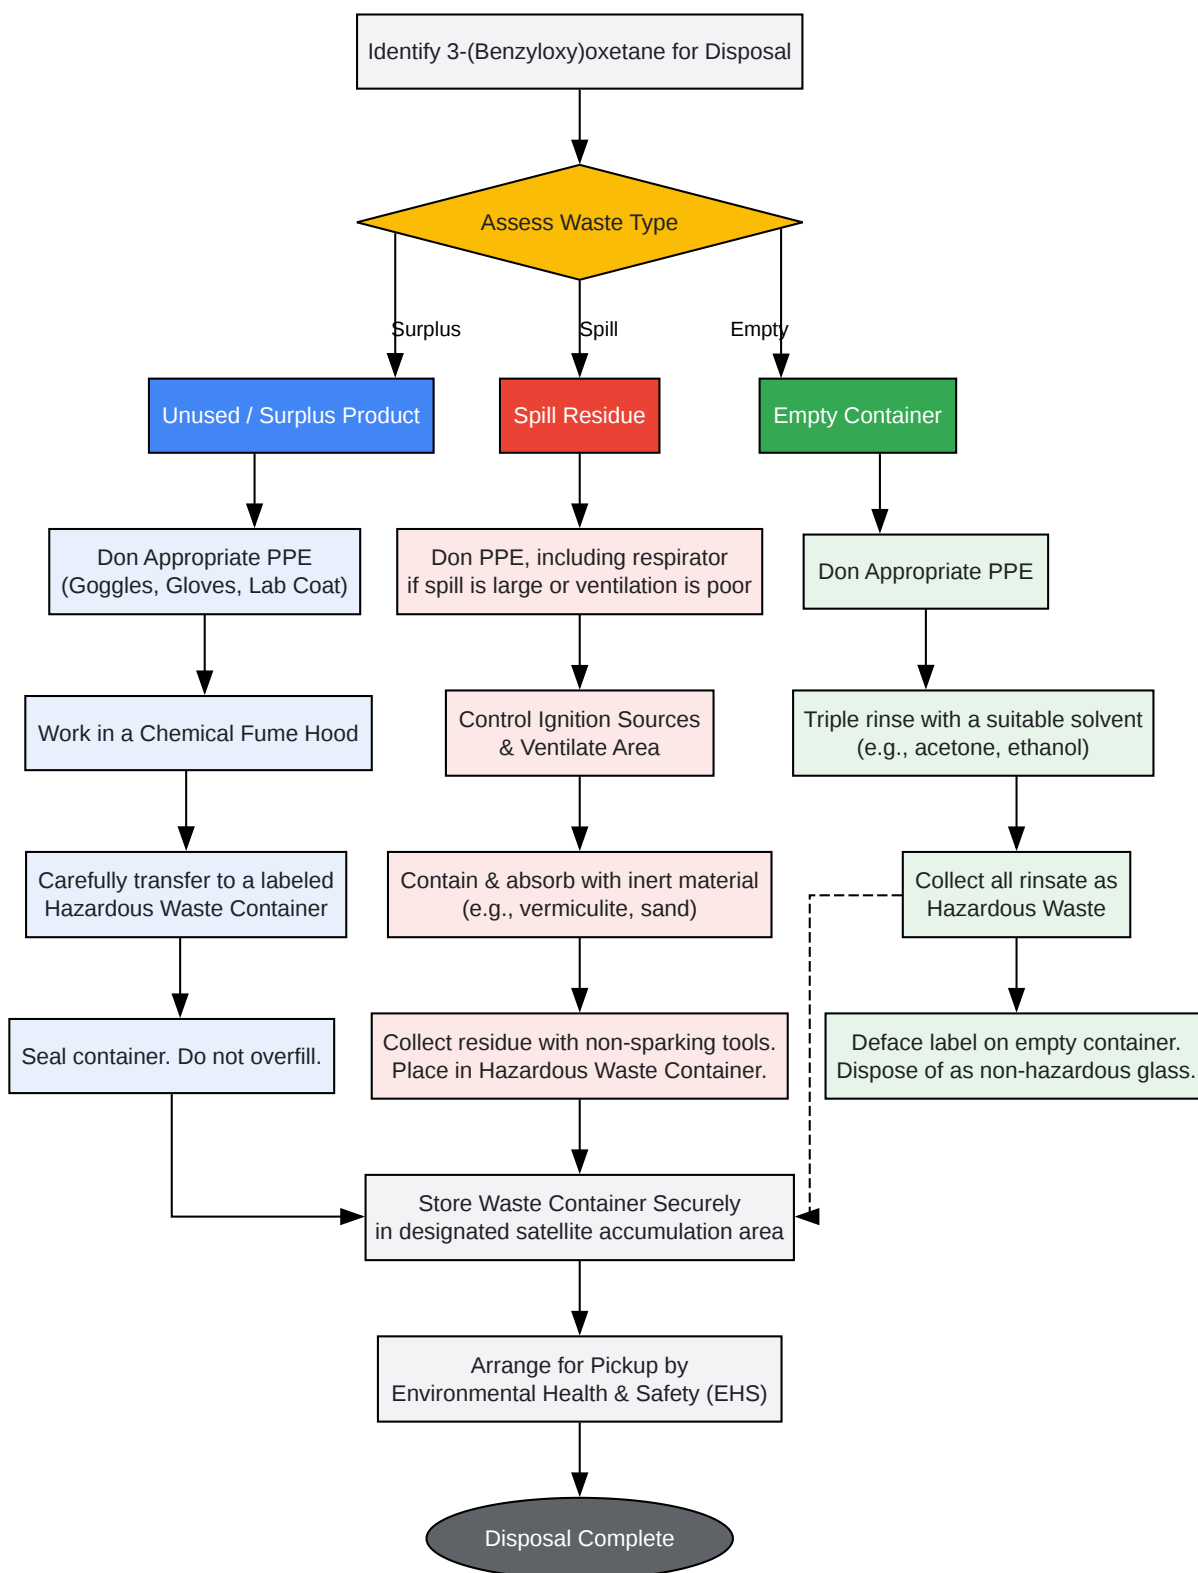 Identify 3-(Benzyloxy)oxetane for Disposal
Assess Waste Type
Surplus
Spill
Empty
Unused / Surplus Product
Spill Residue
Empty Container
Don Appropriate PPE
(Goggles, Gloves, Lab Coat)
Don PPE, including respirator
if spill is large or ventilation is poor
Don Appropriate PPE
Work in a Chemical Fume Hood
Control Ignition Sources
& Ventilate Area
Triple rinse with a suitable solvent
(e.g., acetone, ethanol)
Carefully transfer to a labeled
Hazardous Waste Container
Contain & absorb with inert material
(e.g., vermiculite, sand)
Collect all rinsate as
Hazardous Waste
Seal container. Do not overfill.
Collect residue with non-sparking tools.
Place in Hazardous Waste Container.
Deface label on empty container.
Dispose of as non-hazardous glass.
Store Waste Container Securely
in designated satellite accumulation area
Arrange for Pickup by
Environmental Health & Safety (EHS)
Disposal Complete